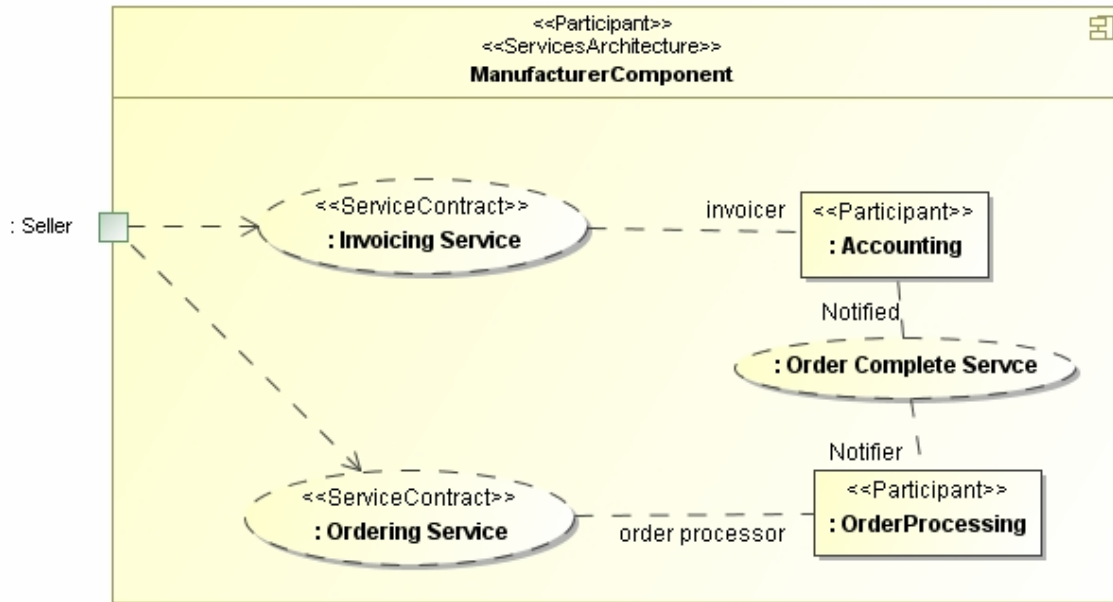 <<Participant>>
<<ServicesArchitecture>>
ManufacturerComponent
: Seller
<<ServiceContract>>
: Invoicing Service
invoicer
<<Participant>>
: Accounting
Notified
: Order Complete Servce
Notifier
<<ServiceContract>>
: Ordering Service
order processor
<<Participant>>
: OrderProcessing